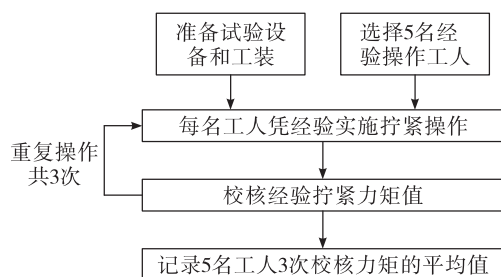 准备试验设
备和工装
选择5名经
验操作工人
每名工人凭经验实施拧紧操作
重复操作
共3次
校核经验拧紧力矩值
记录5名工人3次校核力矩的平均值